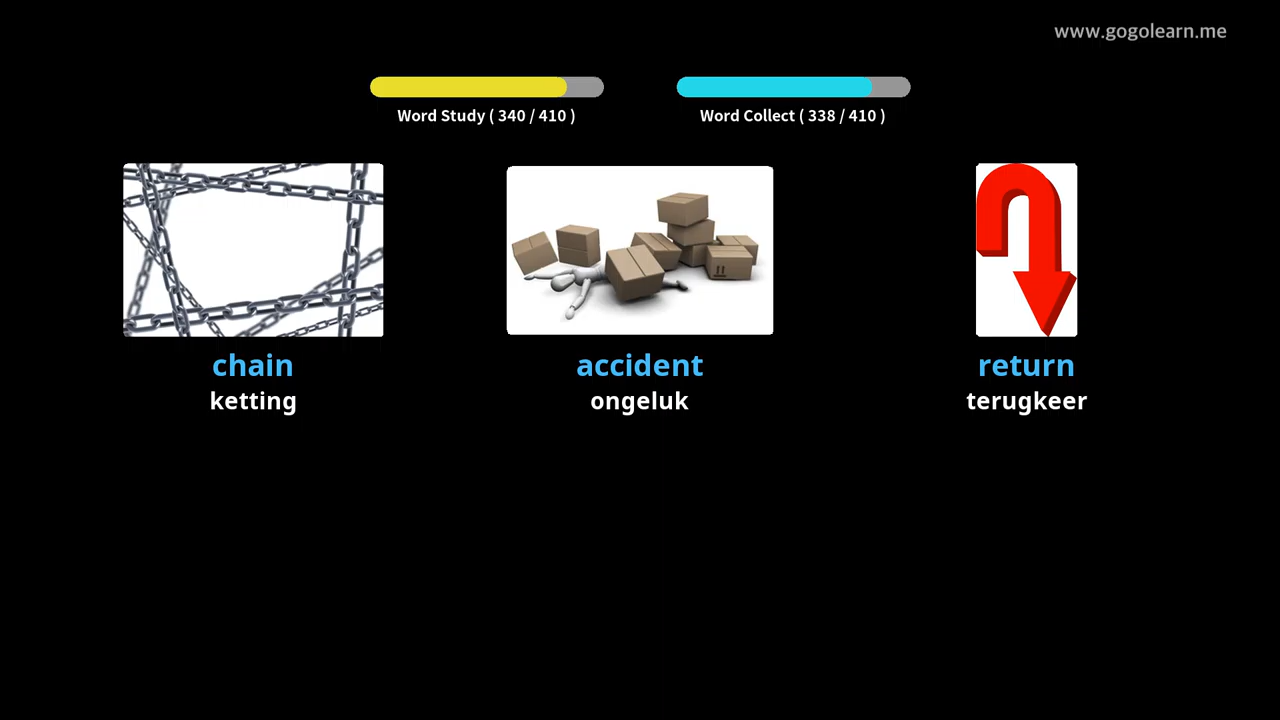 www.gogolearn.me
Word Study ( 340 / 410 )
Word Collect ( 338 / 410 )
chain
ketting
accident
ongeluk
return
terugkeer